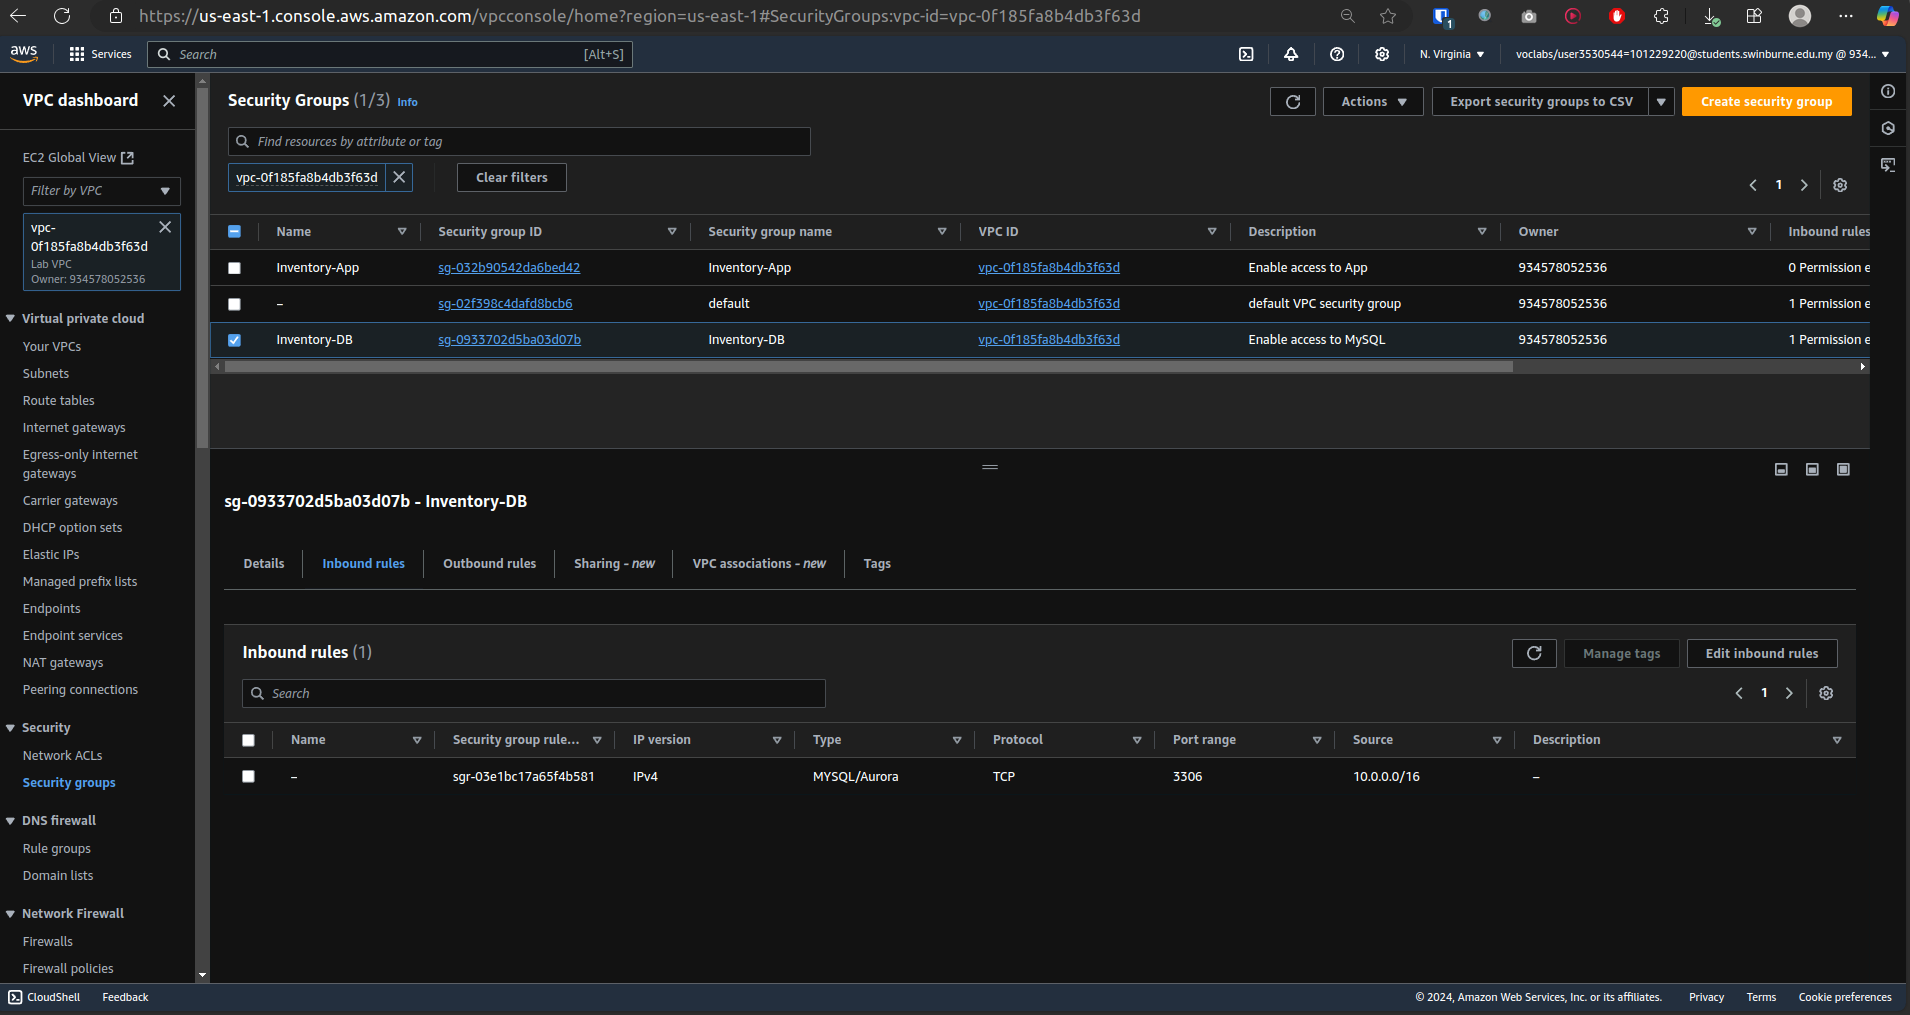 https://us-east-1.console.aws.amazon.com/vpcconsole/home?region=us-east-1#SecurityGroups:vpc-id=vpc-0f185fa8b4db3f63d
1
aws
Services
Search
[Alt+S]
N. Virginia
voclabs/user3530544=101229220@students.swinburne.edu.my @ 934...
VPC dashboard
EC2 Global View
Filter by VPC
vpc-
0f185fa8b4db3f63d
Lab VPC
Owner: 934578052536
Virtual private cloud
Your VPCs
Subnets
Route tables
Internet gateways
Egress-only internet
gateways
Carrier gateways
DHCP option sets
Elastic IPs
Managed prefix lists
Endpoints
Endpoint services
NAT gateways
Peering connections
Security
Network ACLs
Security groups
DNS firewall
Rule groups
Domain lists
Network Firewall
Firewalls
Firewall policies
Security Groups (1/3) Info
Actions
Export security groups to CSV
Create security group
Find resources by attribute or tag
vpc-0f185fa8b4db3f63d
Clear filters
1
Name Security group ID Security group name VPC ID Description Owner Inbound rules
Inventory-App sg-032b90542da6bed42 Inventory-App vpc-0f185fa8b4db3f63d Enable access to App 934578052536 0 Permission e
– sg-02f398c4dafd8bcb6 default vpc-0f185fa8b4db3f63d default VPC security group 934578052536 1 Permission e
Inventory-DB sg-0933702d5ba03d07b Inventory-DB vpc-0f185fa8b4db3f63d Enable access to MySQL 934578052536 1 Permission e
sg-0933702d5ba03d07b - Inventory-DB
Details
Inbound rules
Outbound rules
Sharing - new
VPC associations - new
Tags
Inbound rules (1)
Manage tags
Edit inbound rules
Search
1
Name Security group rule... IP version Type Protocol Port range Source Description
– sgr-03e1bc17a65f4b581 IPv4 MYSQL/Aurora TCP 3306 10.0.0.0/16 –
CloudShell
Feedback
© 2024, Amazon Web Services, Inc. or its affiliates.
Privacy
Terms
Cookie preferences